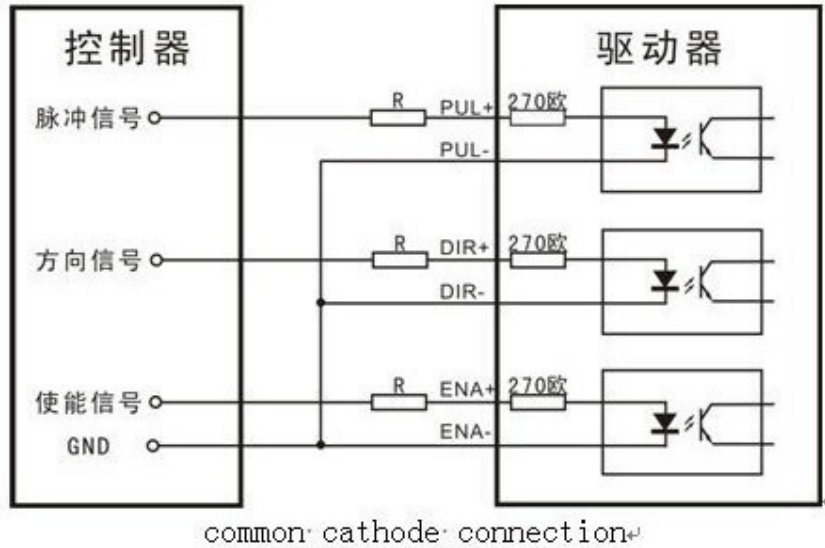 控制器
驱动器
脉冲信号
R
PUL+
270欧
PUL-
方向信号
R
DIR+
270欧
DIR-
使能信号
R
ENA+
270欧
GND
ENA-
common cathode connection